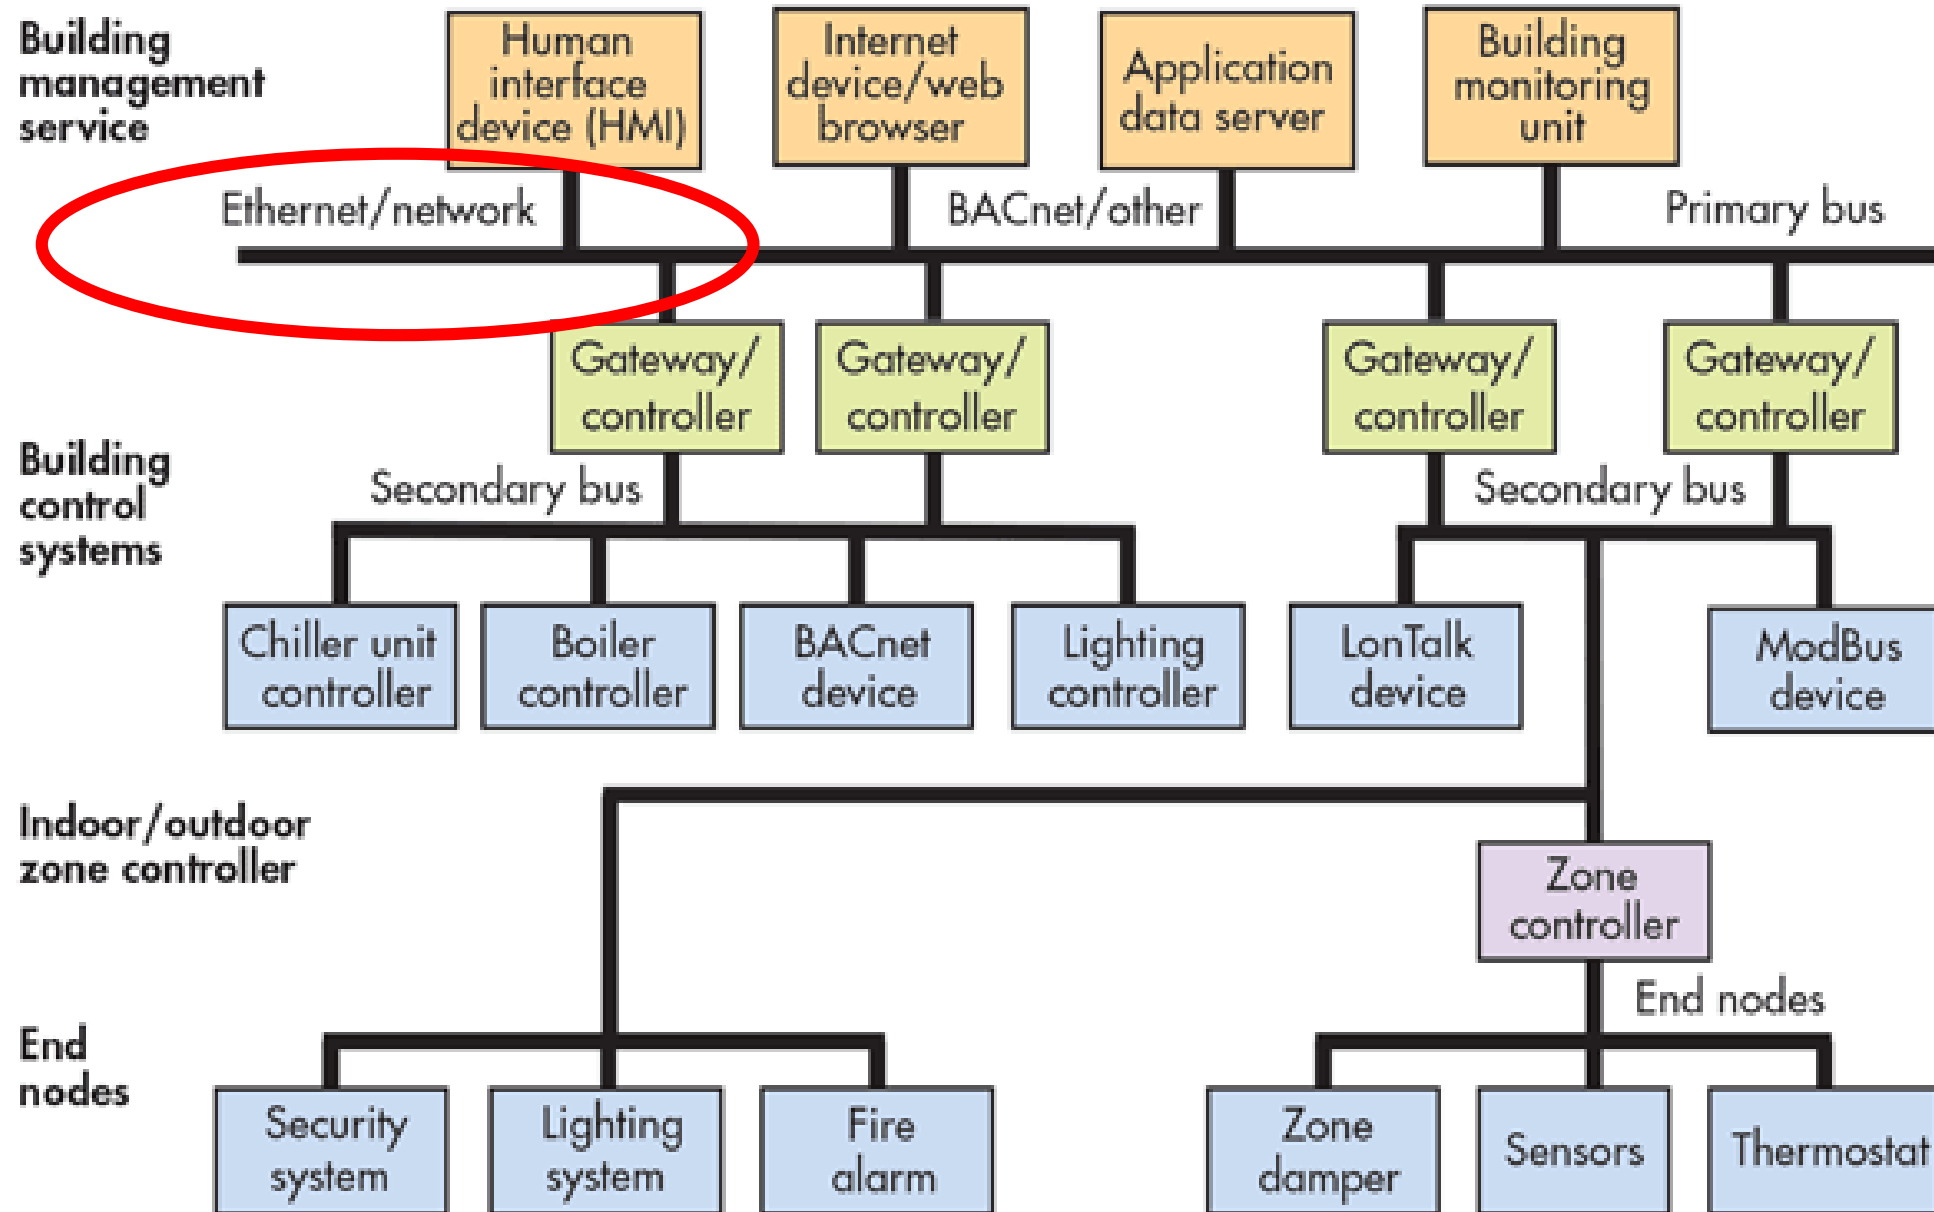 Building
management
service
Human
interface
device (HMI)
Internet
device/web
browser
Application
data server
Building
monitoring
unit
Ethernet/network
BACnet/other
Primary bus
Gateway/
controller
Gateway/
controller
Gateway/
controller
Gateway/
controller
Building
control
systems
Secondary bus
Secondary bus
Chiller unit
controller
Boiler
controller
BACnet
device
Lighting
controller
LonTalk
device
ModBus
device
Indoor/outdoor
zone controller
Zone
controller
End nodes
End
nodes
Security
system
Lighting
system
Fire
alarm
Zone
damper
Sensors
Thermostat